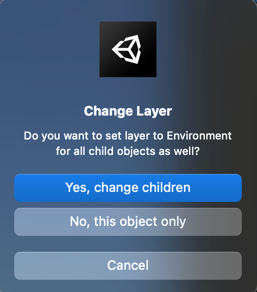 Change Layer
Do you want to set layer to Environment
for all child objects as well?
Yes, change children
No, this object only
Cancel